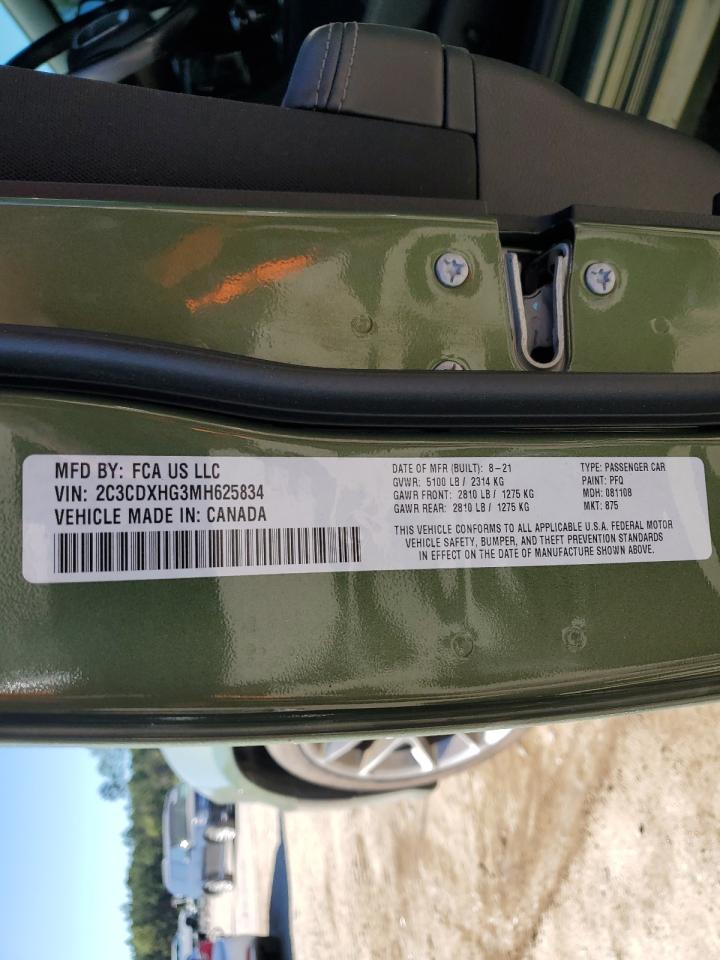 MFD BY: FCA US LLC
VIN: 2C3CDXHG3MH625834
VEHICLE MADE IN: CANADA
DATE OF MFR (BUILT): 8-21
GVWR: 5100 LB / 2314 KG
GAWR FRONT: 2810 LB / 1275 KG
GAWR REAR: 2810 LB / 1275 KG
TYPE: PASSENGER CAR
PAINT: PFQ
MDH: 081108
MKT: 875
THIS VEHICLE CONFORMS TO ALL APPLICABLE U.S.A. FEDERAL MOTOR
VEHICLE SAFETY, BUMPER, AND THEFT PREVENTION STANDARDS
IN EFFECT ON THE DATE OF MANUFACTURE SHOWN ABOVE.